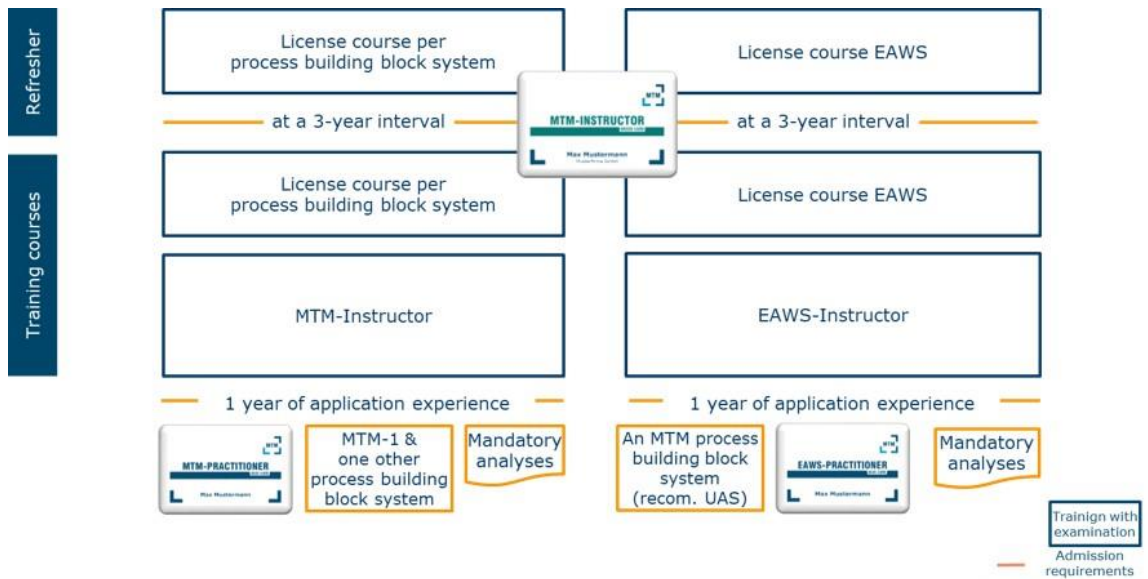 Refresher
License course per
process building block system
License course EAWS
at a 3-year interval
at a 3-year interval
MTM
MTM-INSTRUCTOR
Max Mustermann
Training courses
License course per
process building block system
License course EAWS
MTM-Instructor
EAWS-Instructor
1 year of application experience
1 year of application experience
MTM
MTM-PRACTITIONER
Max Mustermann
MTM-1 &
one other
process building
block system
Mandatory
analyses
An MTM process
building block
system
(recom. UAS)
MTM
EAWS-PRACTITIONER
Max Mustermann
Mandatory
analyses
Trainign with
examination
Admission
requirements